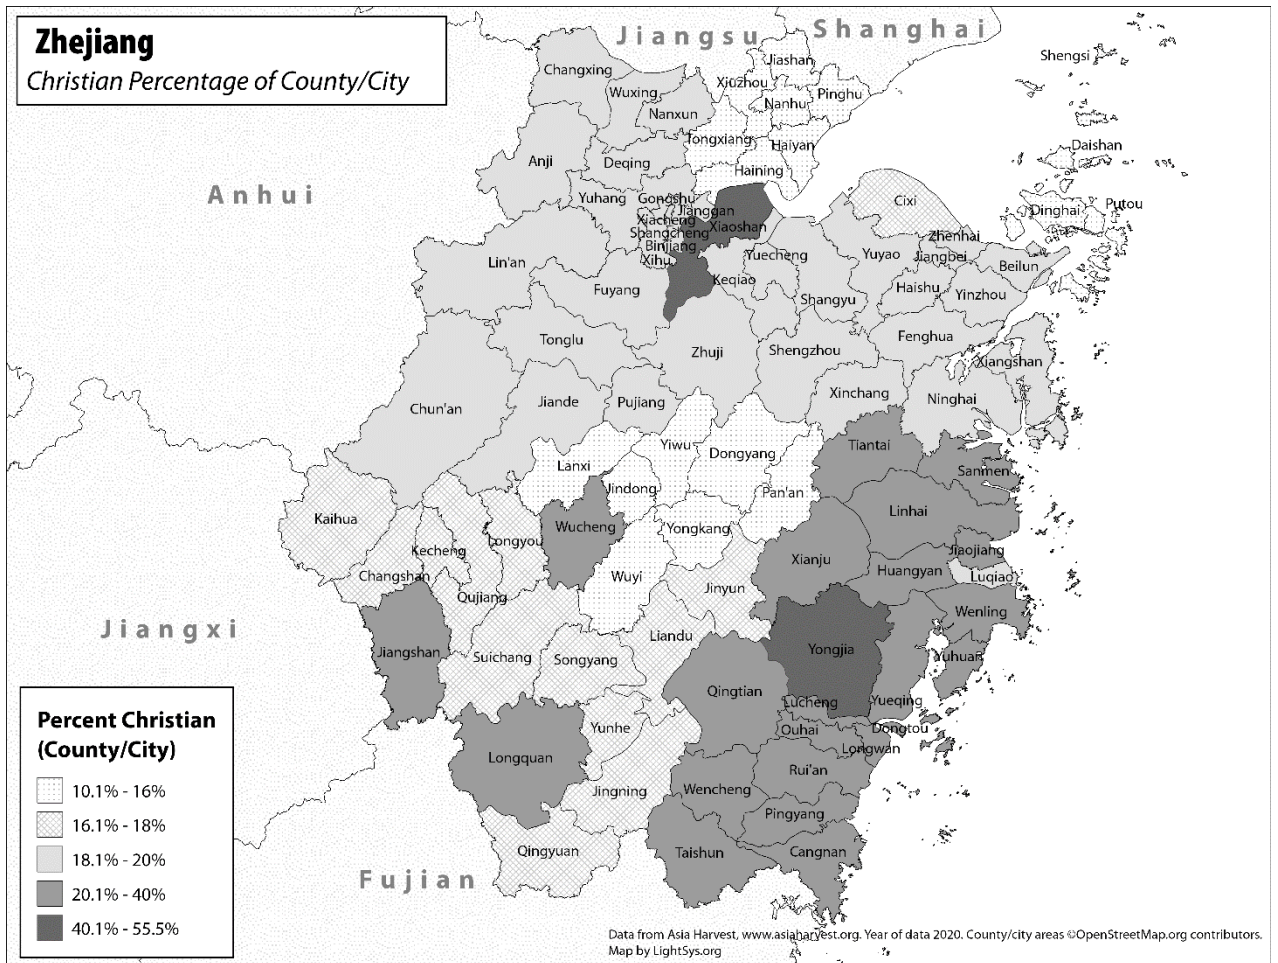 Zhejiang
Christian Percentage of County/City
Jiangsu
Shanghai
Anhui
Jiangxi
Fujian
Changxing
Wuxing
Nanxun
Jiashan
Xiuzhou
Nanhu
Pinghu
Tongxiang
Haiyan
Haining
Shengsi
Daishan
Dinghai
Putou
Anji
Deqing
Yuhang
Gongshu
Jianggan
Xiacheng
Shangcheng
Binjiang
Xihu
Xiaoshan
Cixi
Zhenhai
Jiangbei
Beilun
Lin'an
Fuyang
Keqiao
Yuecheng
Yuyao
Shangyu
Haishu
Yinzhou
Tonglu
Zhuji
Shengzhou
Fenghua
Xiangshan
Chun'an
Jiande
Pujiang
Xinchang
Ninghai
Lanxi
Yiwu
Dongyang
Tiantai
Sanmen
Jindong
Pan'an
Kaihua
Kecheng
Longyou
Wucheng
Yongkang
Linhai
Changshan
Qujiang
Wuyi
Jinyun
Xianju
Huangyan
Jiaojiang
Luqiao
Wenling
Jiangshan
Suichang
Songyang
Liandu
Yongjia
Yuhuan
Qingtian
Lucheng
Yueqing
Longquan
Yunhe
Ouhai
Dongtou
Longwan
Jingning
Wencheng
Rui'an
Pingyang
Qingyuan
Taishun
Cangnan
Percent Christian
(County/City)
10.1% - 16%
16.1% - 18%
18.1% - 20%
20.1% - 40%
40.1% - 55.5%
Data from Asia Harvest, www.asiaharvest.org. Year of data 2020. County/city areas ©OpenStreetMap.org contributors.
Map by LightSys.org